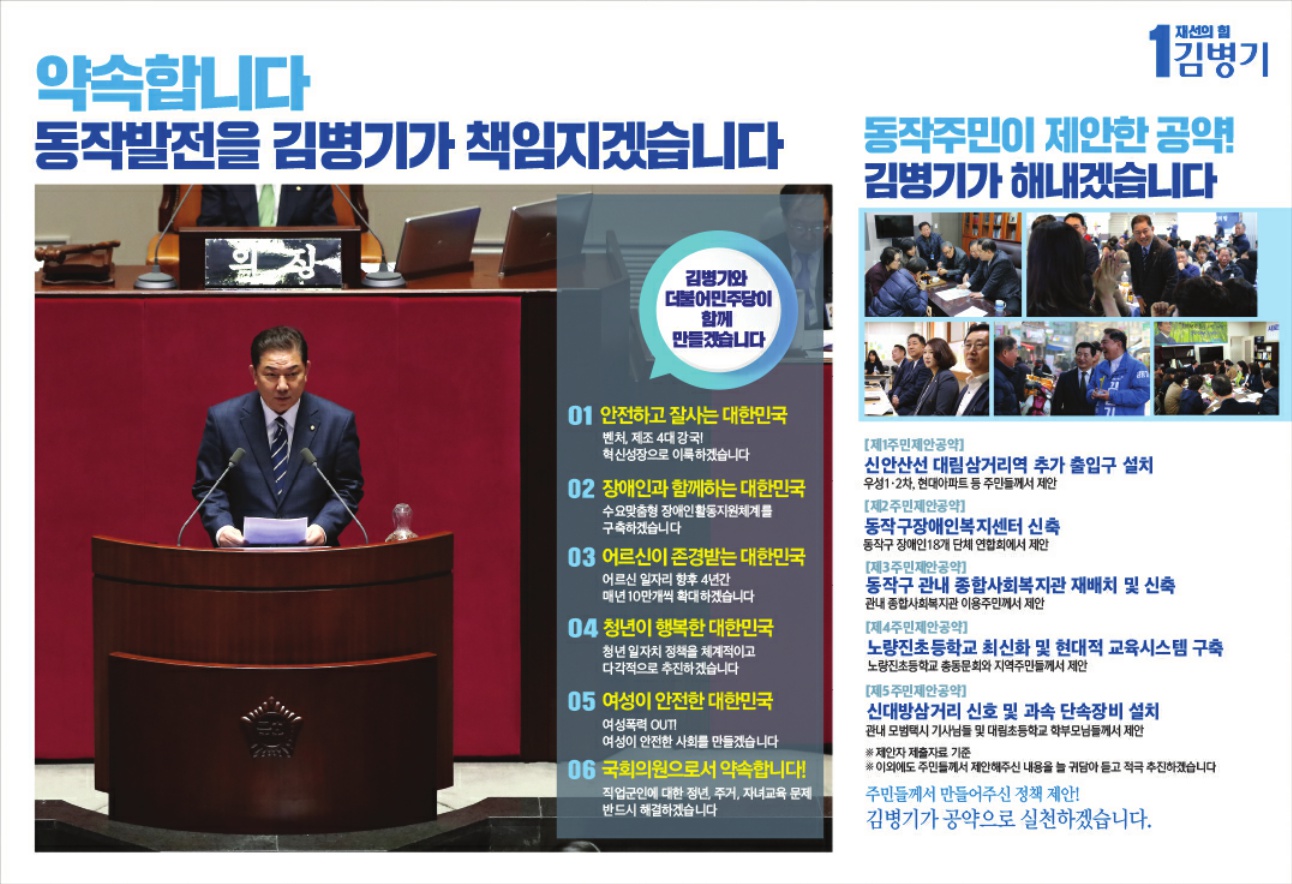 1 재선의 힘
김병기
약속합니다
동작발전을 김병기가 책임지겠습니다
의 장
김병기와
더불어민주당이
함께
만들겠습니다
01 안전하고 잘사는 대한민국
벤처, 제조 4대 강국!
혁신성장으로 이룩하겠습니다
02 장애인과 함께하는 대한민국
수요맞춤형 장애인활동지원체계를
구축하겠습니다
03 어르신이 존경받는 대한민국
어르신 일자리 향후 4년간
매년 10만개씩 확대하겠습니다
04 청년이 행복한 대한민국
청년 일자치 정책을 체계적이고
다각적으로 추진하겠습니다
05 여성이 안전한 대한민국
여성폭력 OUT!
여성이 안전한 사회를 만들겠습니다
06 국회의원으로서 약속합니다!
직업군인에 대한 정년, 주거, 자녀교육 문제
반드시 해결하겠습니다
동작주민이 제안한 공약!
김병기가 해내겠습니다
[제1주민제안공약]
신안산선 대림삼거리역 추가 출입구 설치
우성1·2차, 현대아파트 등 주민들께서 제안
[제2주민제안공약]
동작구장애인복지센터 신축
동작구 장애인18개 단체 연합회에서 제안
[제3주민제안공약]
동작구 관내 종합사회복지관 재배치 및 신축
관내 종합사회복지관 이용주민께서 제안
[제4주민제안공약]
노량진초등학교 최신화 및 현대적 교육시스템 구축
노량진초등학교 총동문회와 지역주민들께서 제안
[제5주민제안공약]
신대방삼거리 신호 및 과속 단속장비 설치
관내 모범택시 기사님들 및 대림초등학교 학부모님들께서 제안
※ 제안자 제출자료 기준
※ 이외에도 주민들께서 제안해주신 내용을 늘 귀담아 듣고 적극 추진하겠습니다
주민들께서 만들어주신 정책 제안!
김병기가 공약으로 실천하겠습니다.